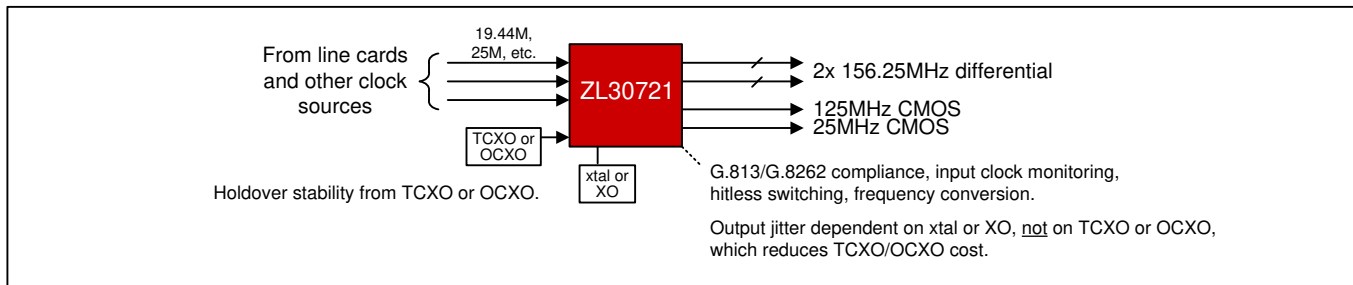 From line cards
and other clock
sources
19.44M,
25M, etc.
ZL30721
2x 156.25MHz differential
125MHz CMOS
25MHz CMOS
TCXO or
OCXO
xtal or
XO
Holdover stability from TCXO or OCXO.
G.813/G.8262 compliance, input clock monitoring,
hitless switching, frequency conversion.
Output jitter dependent on xtal or XO, not on TCXO or OCXO,
which reduces TCXO/OCXO cost.